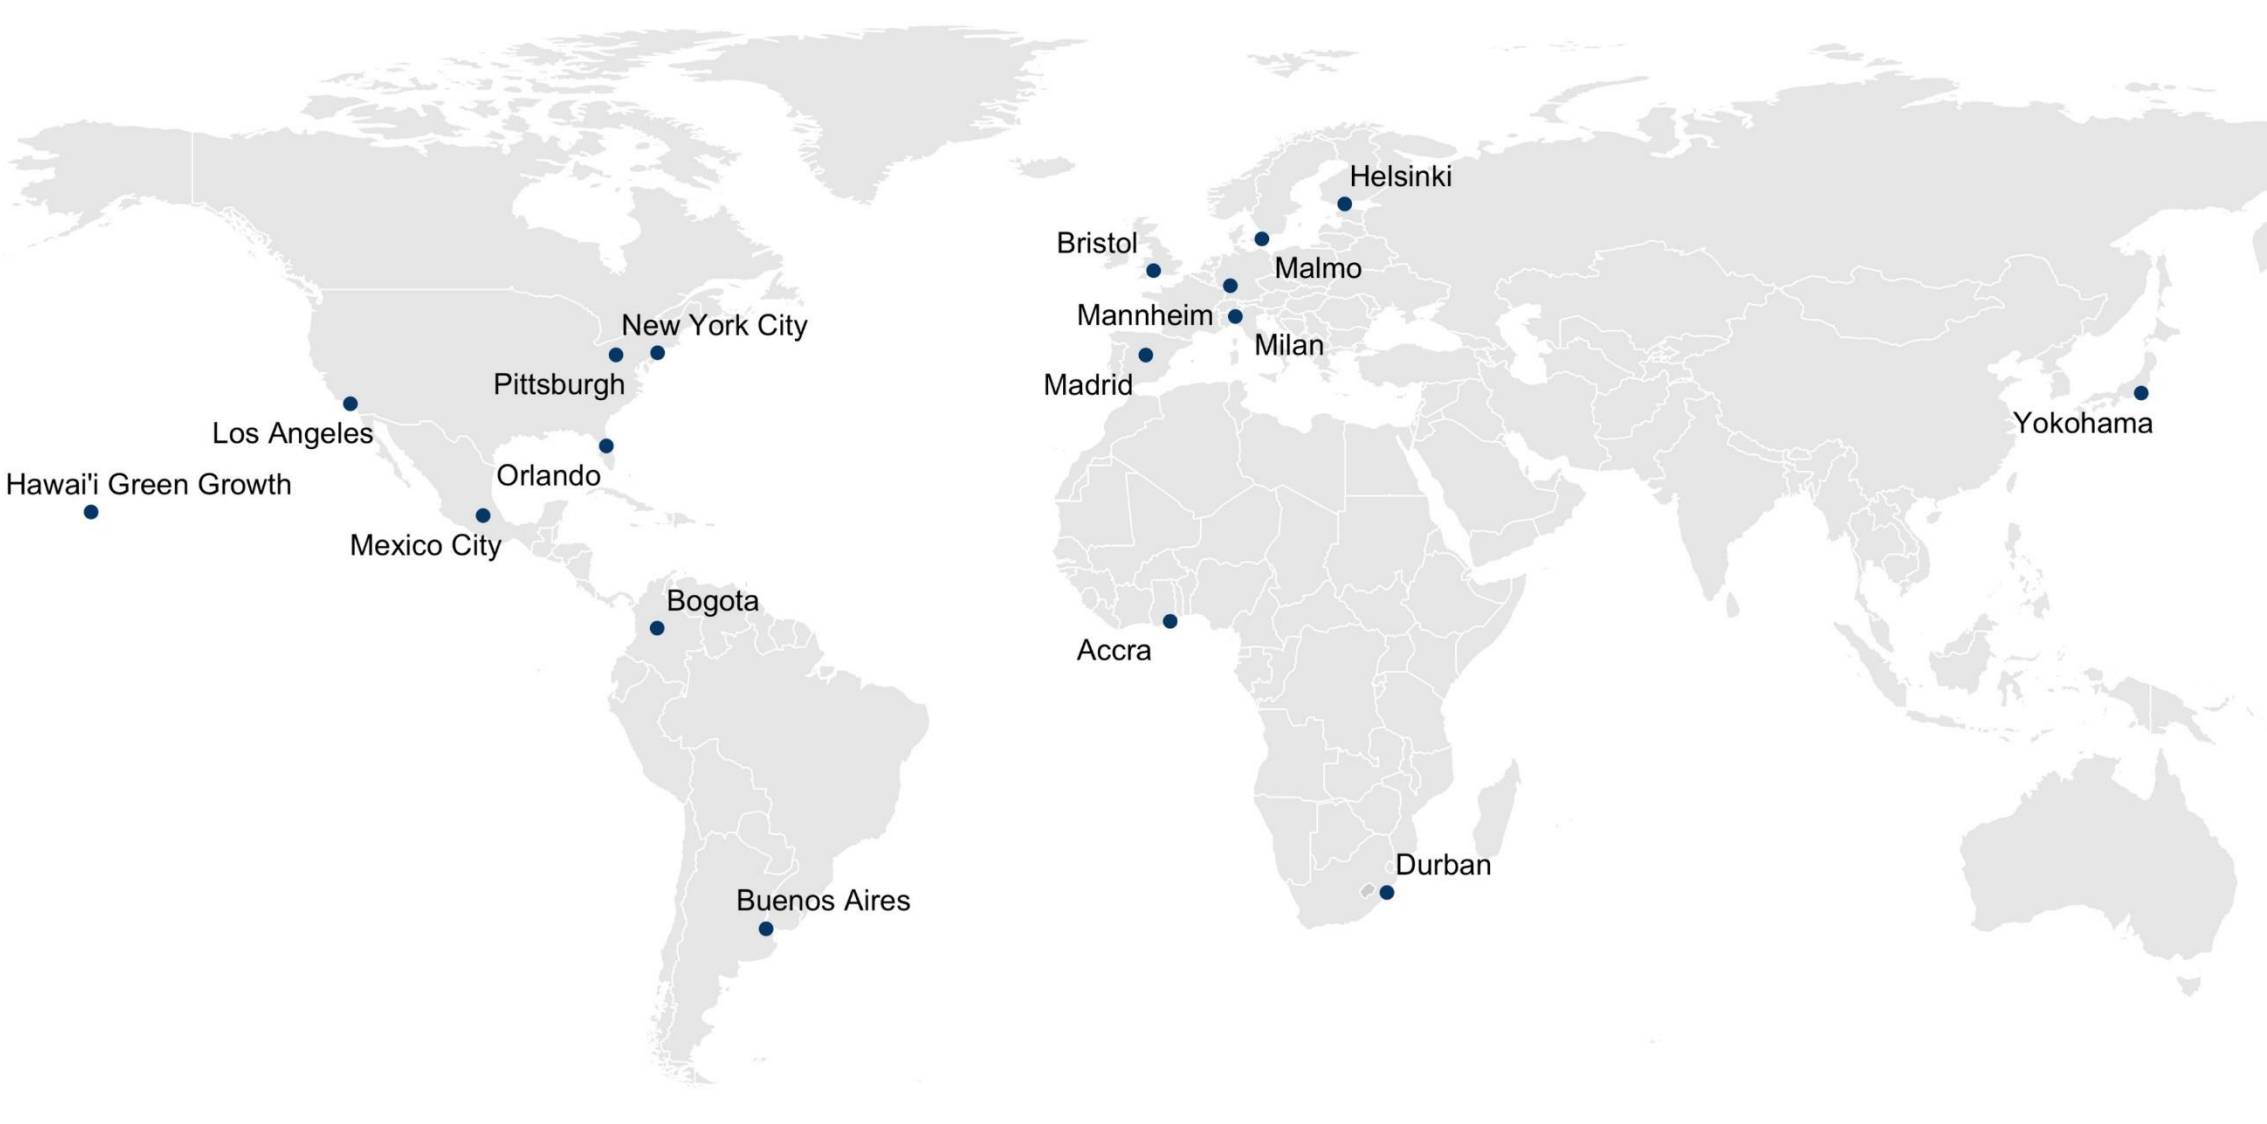 Helsinki
Bristol
Malmo
Mannheim
New York City
Milan
Pittsburgh
Madrid
Yokohama
Los Angeles
Orlando
Hawai'i Green Growth
Mexico City
Bogota
Accra
Durban
Buenos Aires